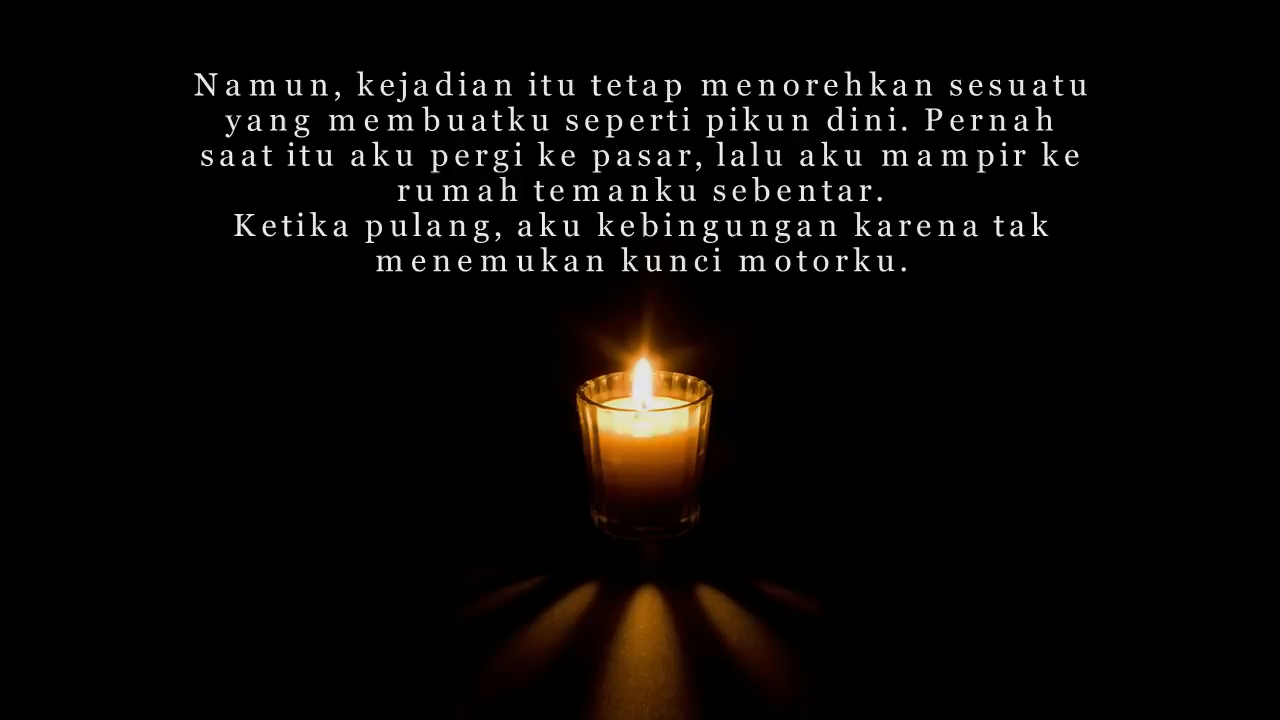 Namun, kejadian itu tetap menorehkan sesuatu
yang membuatku seperti pikun dini. Pernah
saat itu aku pergi ke pasar, lalu aku mampir ke
rumah temanku sebentar.
Ketika pulang, aku kebingungan karena tak
menemukan kunci motorku.